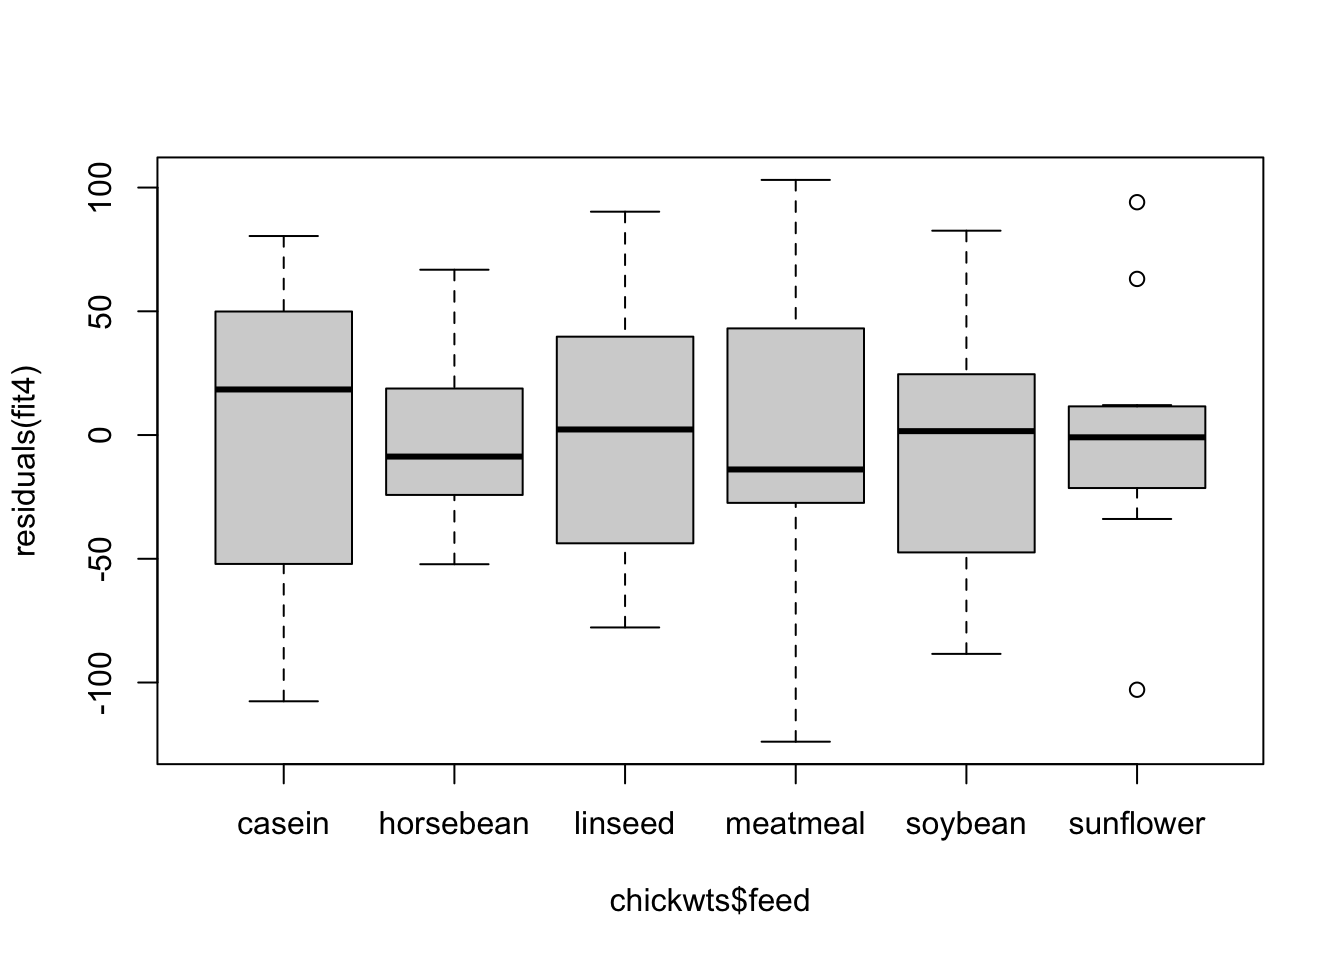 residuals(fit4)
100
50
0
-50
-100
casein horsebean linseed meatmeal soybean sunflower
chickwts$feed